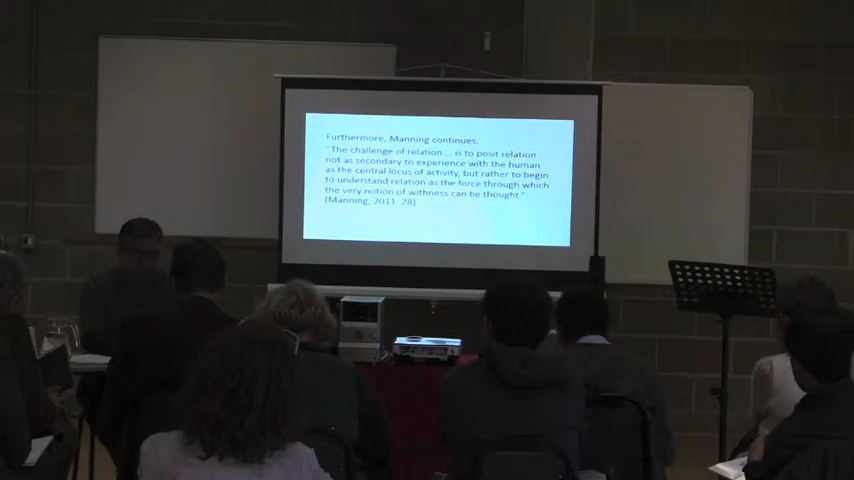 Furthermore, Manning continues,
"The challenge of relation ... is to posit relation
not as secondary to experience with the human
as the central locus of activity, but rather to begin
to understand relation as the force through which
the very notion of withness can be thought."
(Manning, 2011: 28)